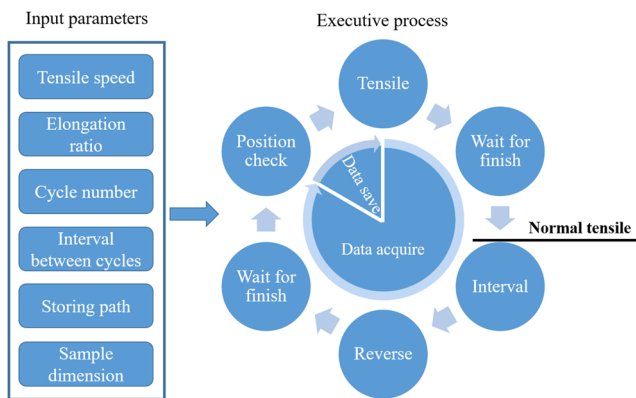 Input parameters
Tensile speed
Elongation
ratio
Cycle number
Interval
between cycles
Storing path
Sample
dimension
Executive process
Tensile
Wait for
finish
Normal tensile
Interval
Reverse
Wait for
finish
Position
check
Data save
Data acquire